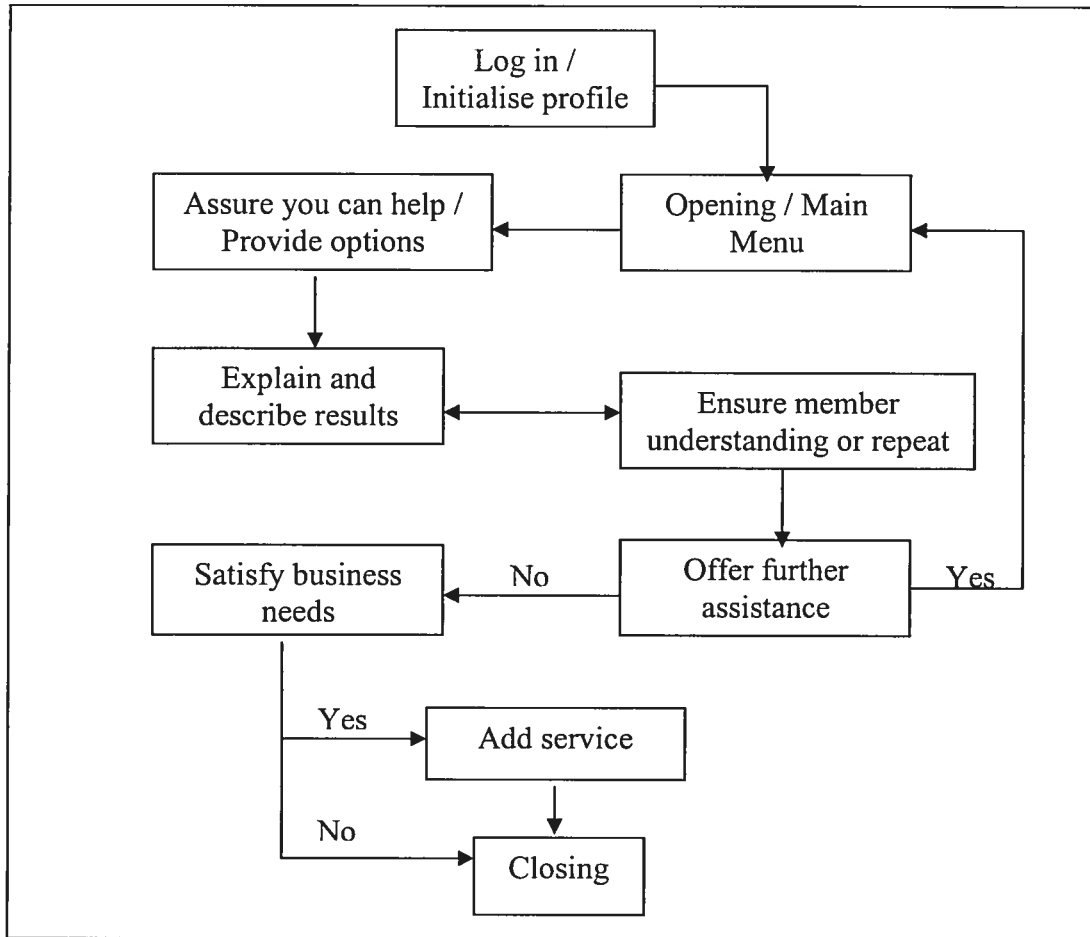 Log in /
Initialise profile
Assure you can help /
Provide options
Opening / Main
Menu
Explain and
describe results
Ensure member
understanding or repeat
Satisfy business
needs
No
Offer further
assistance
Yes
Yes
Add service
No
Closing